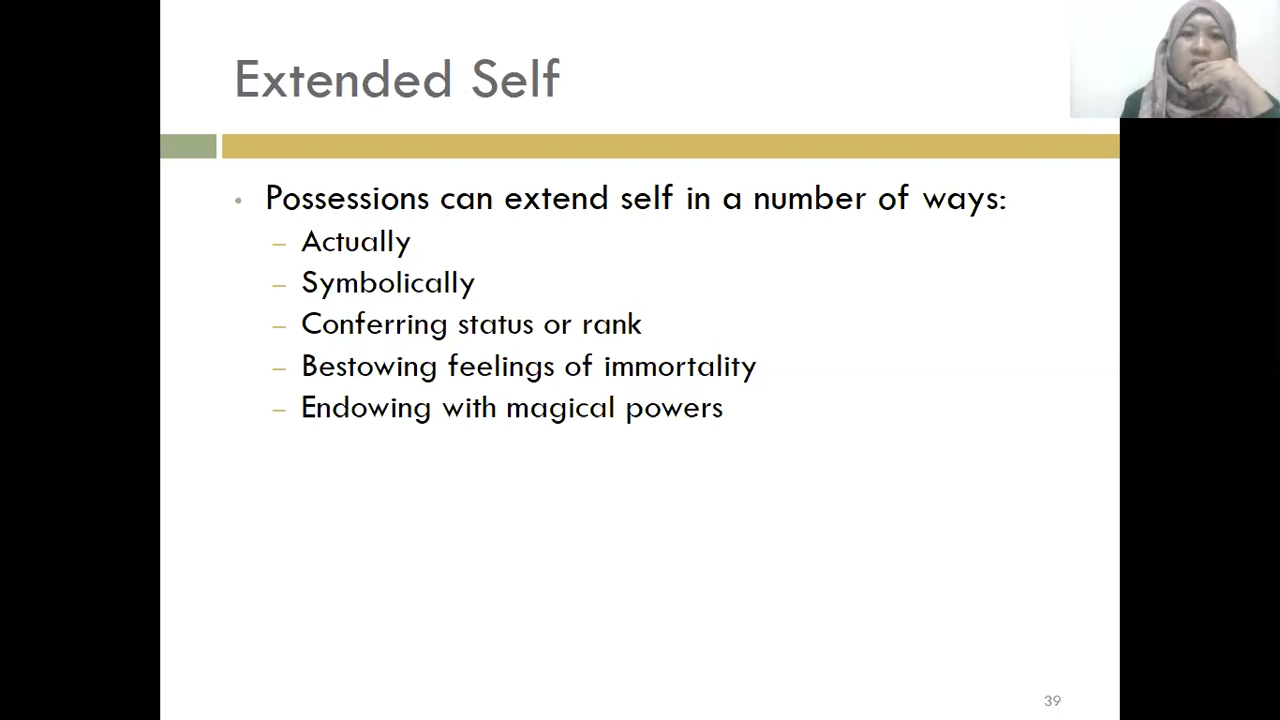 Extended Self
• Possessions can extend self in a number of ways:
– Actually
– Symbolically
– Conferring status or rank
– Bestowing feelings of immortality
– Endowing with magical powers
39